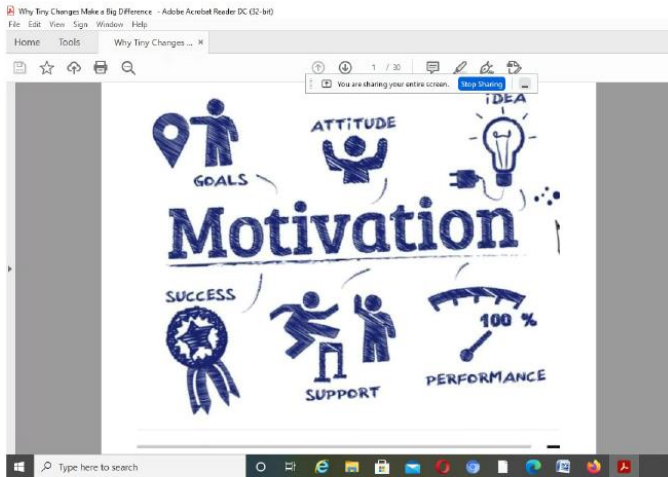 Why Tiny Changes Make a Big Difference - Adobe Acrobat Reader DC (32-bit)
File Edit View Sign Window Help
Home Tools Why Tiny Changes ... ×
1 / 30
You are sharing your entire screen. Stop Sharing ...
GOALS
ATTiTUDE
iDEA
Motivation
SUCCESS
SUPPORT
100 %
PERFORMANCE
Type here to search